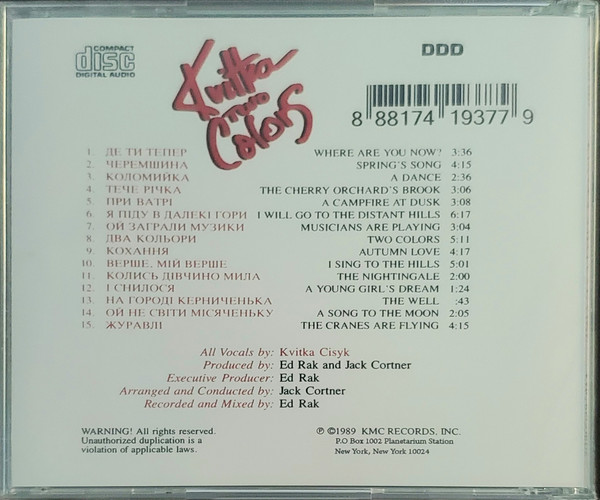 COMPACT
disc
DIGITAL AUDIO
Kvitka
TWO
Colors
DDD
8 88174 19377 9
1. ДЕ ТИ ТЕПЕР WHERE ARE YOU NOW? 3:36
2. ЧЕРЕМШИНА SPRING'S SONG 4:15
3. КОЛОМИЙКА A DANCE 2:36
4. ТЕЧЕ РІЧКА THE CHERRY ORCHARD'S BROOK 3:06
5. ПРИ ВАТРІ A CAMPFIRE AT DUSK 3:08
6. Я ПІДУ В ДАЛЕКІ ГОРИ I WILL GO TO THE DISTANT HILLS 6:17
7. ОЙ ЗАГРАЛИ МУЗИКИ MUSICIANS ARE PLAYING 3:04
8. ДВА КОЛЬОРИ TWO COLORS 5:11
9. КОХАННЯ AUTUMN LOVE 4:17
10. ВЕРШЕ, МІЙ ВЕРШЕ I SING TO THE HILLS 5:01
11. КОЛИСЬ ДІВЧИНО МИЛА THE NIGHTINGALE 2:00
12. І СНИЛОСЯ A YOUNG GIRL'S DREAM 1:24
13. НА ГОРОДІ КЕРНИЧЕНЬКА THE WELL :43
14. ОЙ НЕ СВІТИ МІСЯЧЕНЬКУ A SONG TO THE MOON 2:05
15. ЖУРАВЛІ THE CRANES ARE FLYING 4:15
All Vocals by: Kvitka Cisyk
Produced by: Ed Rak and Jack Cortner
Executive Producer: Ed Rak
Arranged and Conducted by: Jack Cortner
Recorded and Mixed by: Ed Rak
WARNING! All rights reserved.
Unauthorized duplication is a
violation of applicable laws.
℗ ©1989 KMC RECORDS, INC.
P.O Box 1002 Planetarium Station
New York, New York 10024